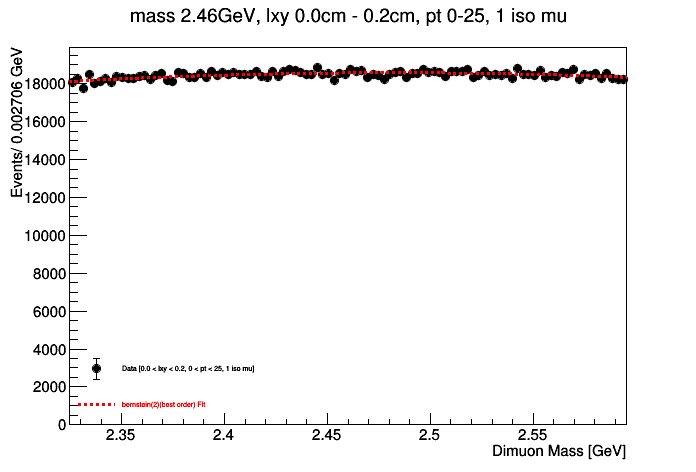 mass 2.46GeV, lxy 0.0cm - 0.2cm, pt 0-25, 1 iso mu
Events/ 0.002706 GeV
18000
16000
14000
12000
10000
8000
6000
4000
2000
0
Data [0.0 < lxy < 0.2, 0 < pt < 25, 1 iso mu]
bernstein(2)(best order) Fit
2.35 2.4 2.45 2.5 2.55
Dimuon Mass [GeV]